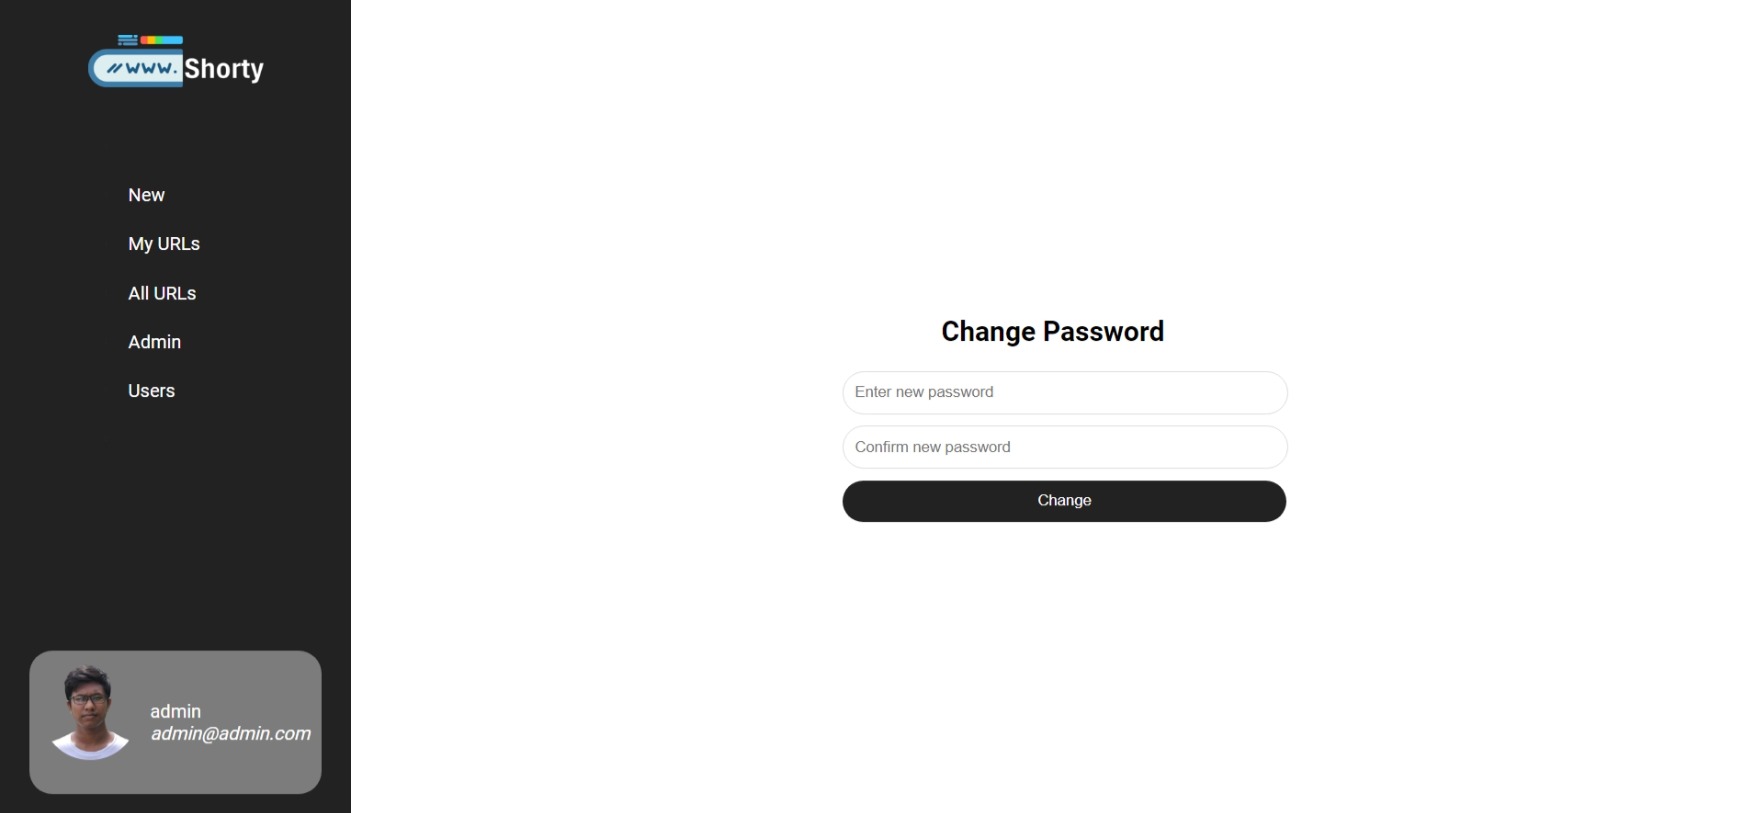 //www.Shorty
New
My URLs
All URLs
Admin
Users
Change Password
Enter new password
Confirm new password
Change
admin
admin@admin.com